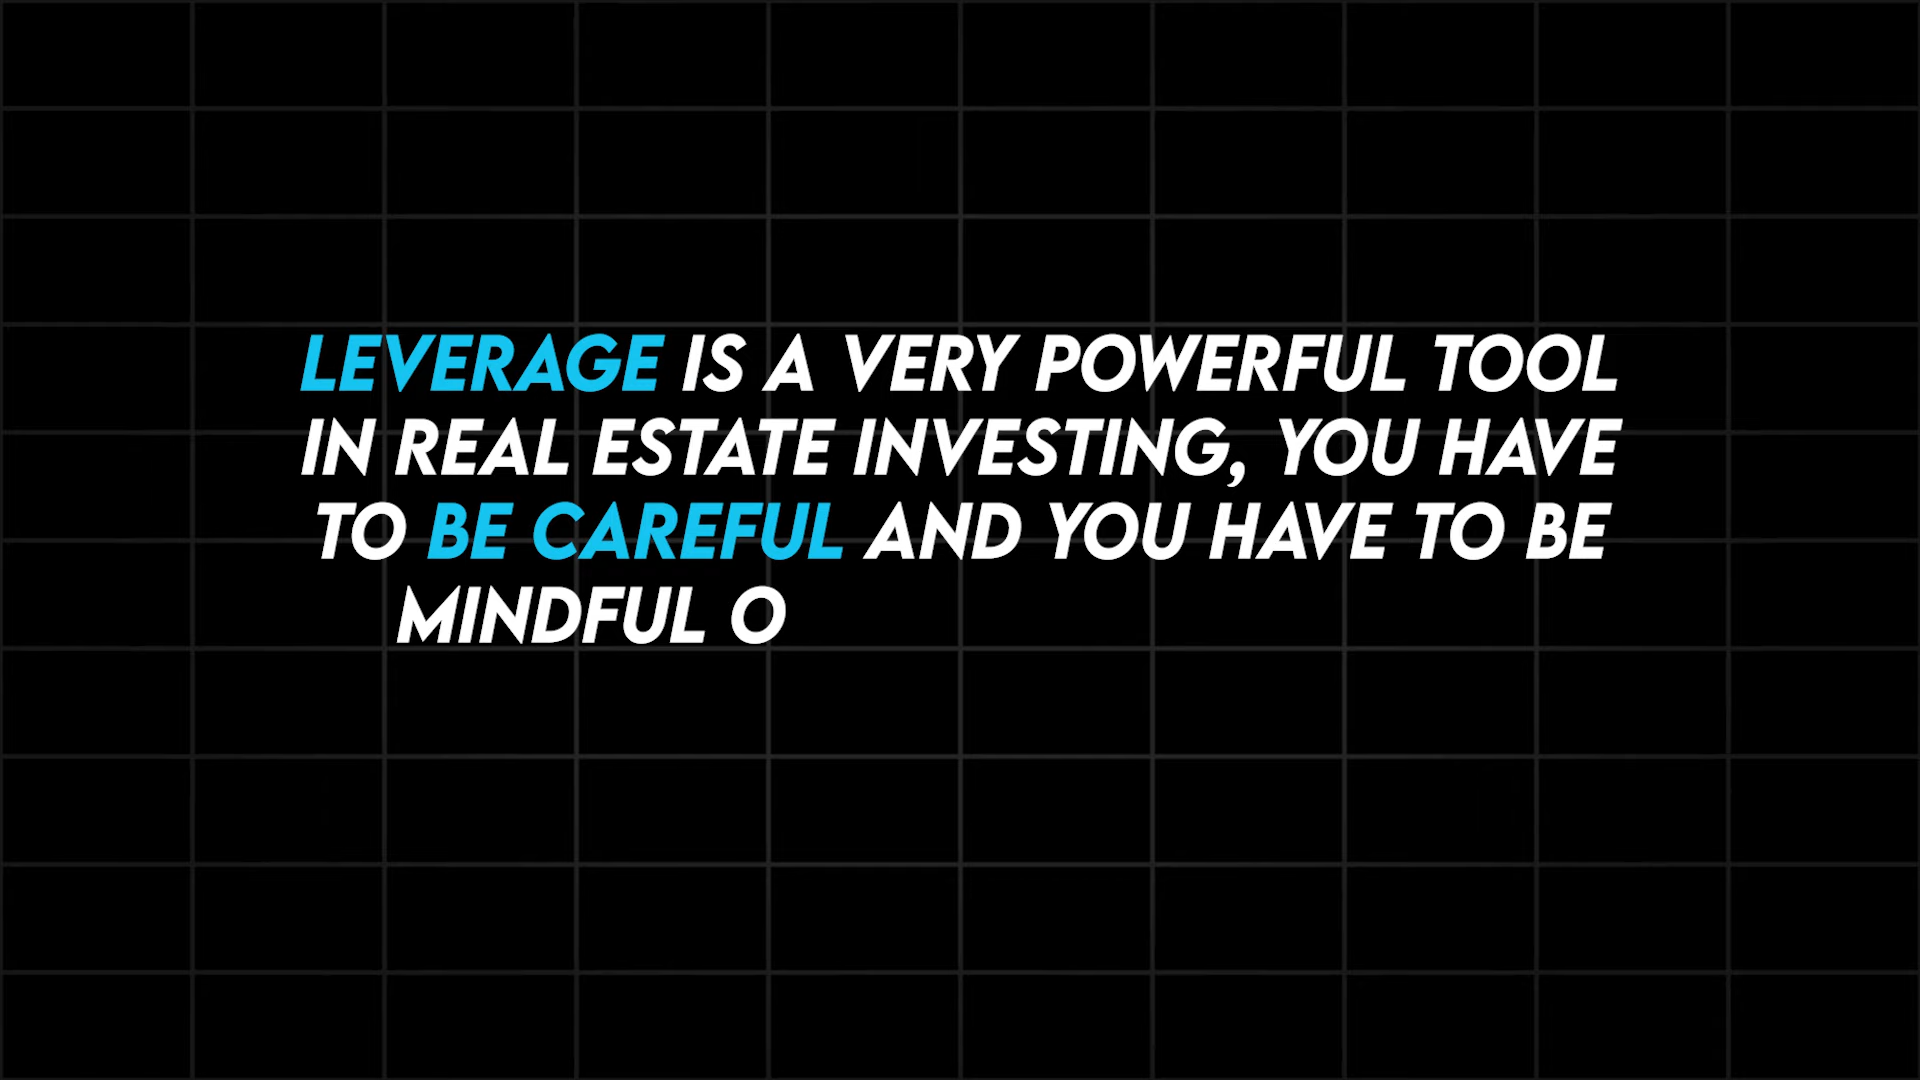 LEVERAGE IS A VERY POWERFUL TOOL
IN REAL ESTATE INVESTING, YOU HAVE
TO BE CAREFUL AND YOU HAVE TO BE
MINDFUL O